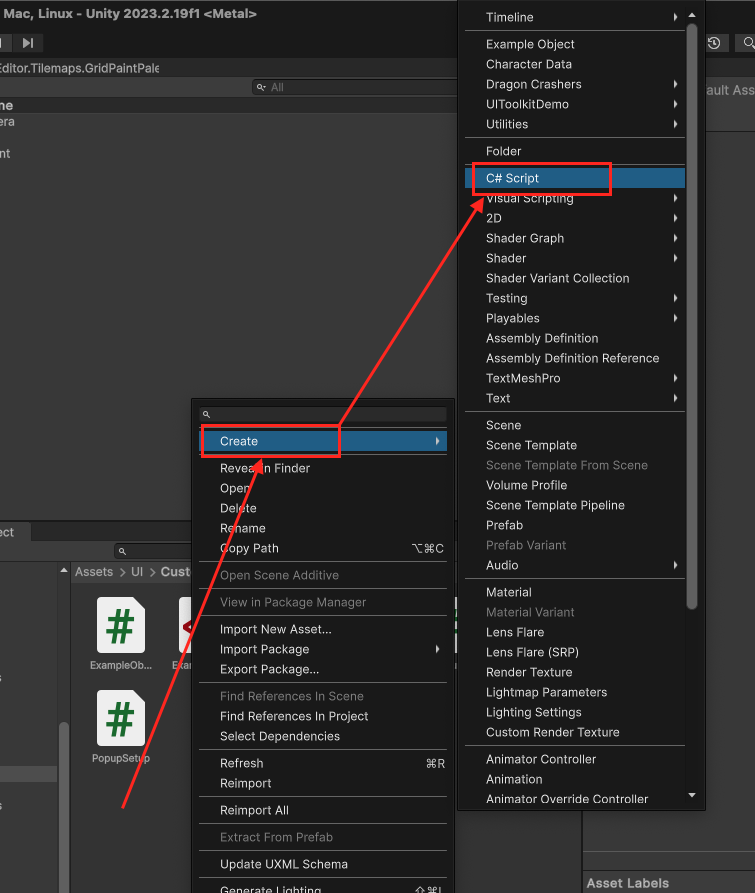 Mac, Linux - Unity 2023.2.19f1 <Metal>
Editor.Tilemaps.GridPaintPale
All
ne
era
nt
ault Ass
Timeline
Example Object
Character Data
Dragon Crashers
UIToolkitDemo
Utilities
Folder
C# Script
Visual Scripting
2D
Shader Graph
Shader
Shader Variant Collection
Testing
Playables
Assembly Definition
Assembly Definition Reference
TextMeshPro
Text
Scene
Scene Template
Scene Template From Scene
Volume Profile
Scene Template Pipeline
Prefab
Prefab Variant
Audio
Material
Material Variant
Lens Flare
Lens Flare (SRP)
Render Texture
Lightmap Parameters
Lighting Settings
Custom Render Texture
Animator Controller
Animation
Animator Override Controller
Create
Reveal in Finder
Open
Delete
Rename
Copy Path ⌥⌘C
Open Scene Additive
View in Package Manager
Import New Asset...
Import Package
Export Package...
Find References In Scene
Find References In Project
Select Dependencies
Refresh ⌘R
Reimport
Reimport All
Extract From Prefab
Update UXML Schema
Generate Lighting ⇧⌘L
ect
Assets > UI > Cust
ExampleOb...
Exa
PopupSetup
Asset Labels